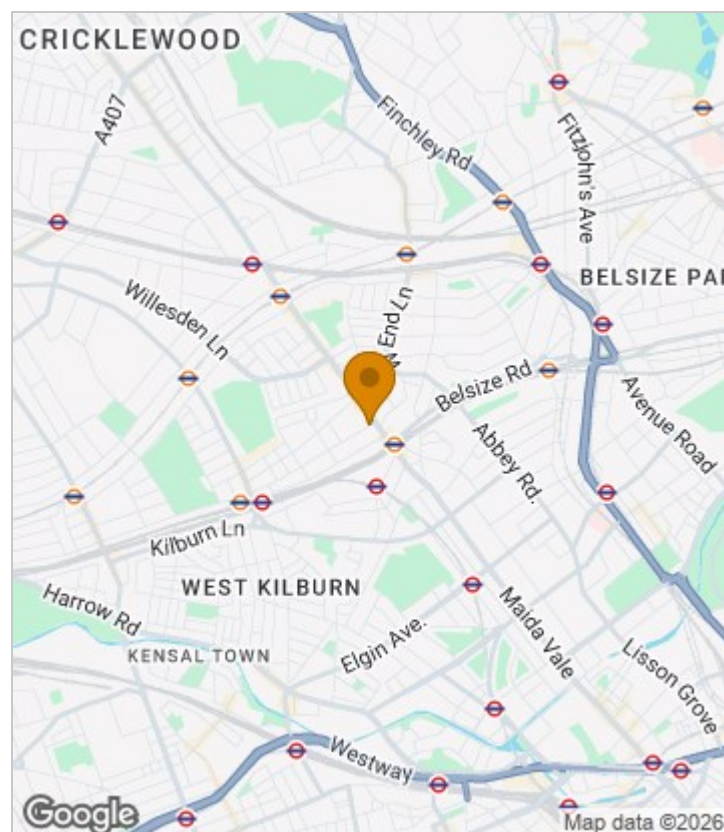 CRICKLEWOOD
A407
Finchley Rd
Fitzjohn's Ave
BELSIZE PAR
Willesden Ln
End Ln
Belsize Rd
Avenue Road
Abbey Rd.
Kilburn Ln
WEST KILBURN
Harrow Rd
Maida Vale
Elgin Ave.
KENSAL TOWN
Lisson Grove
Westway
Google
Map data ©2026